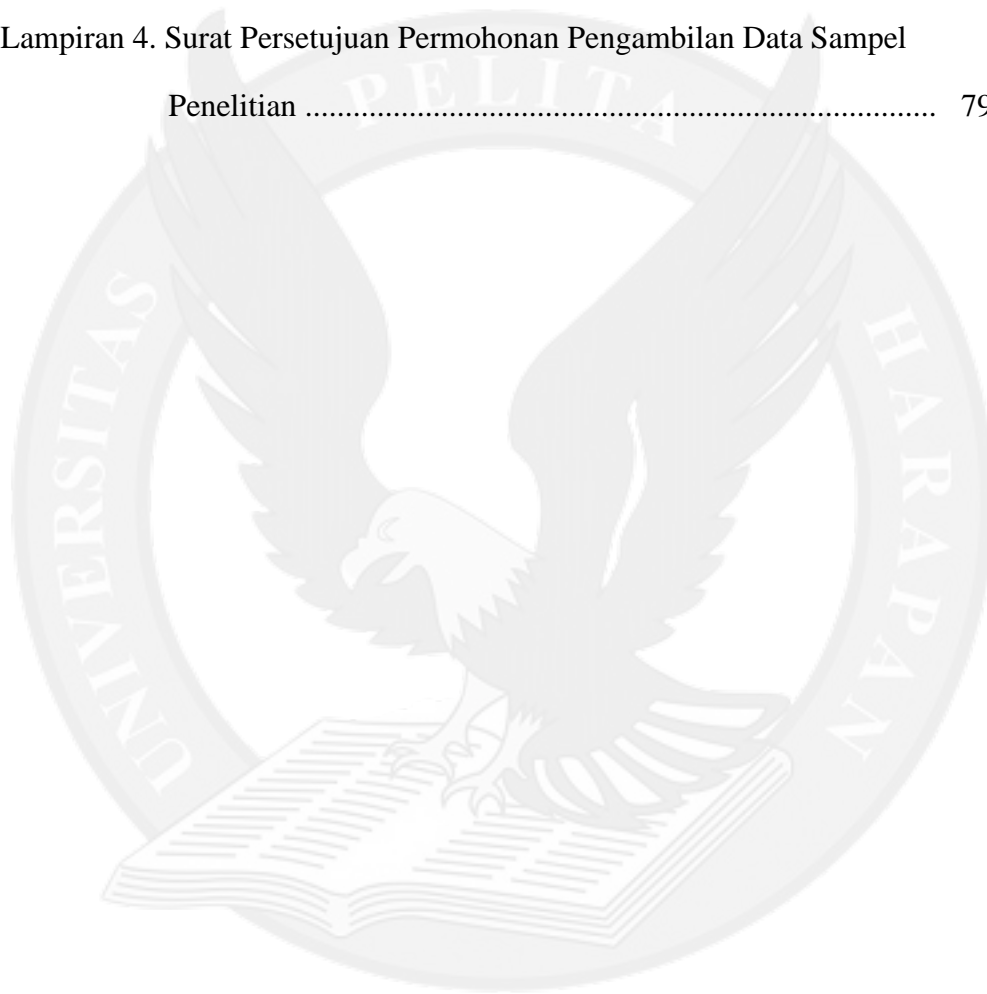 Lampiran 4. Surat Persetujuan Permohonan Pengambilan Data Sampel
Penelitian ................................................................................ 79
UNIVERSITAS PELITA HARAPAN